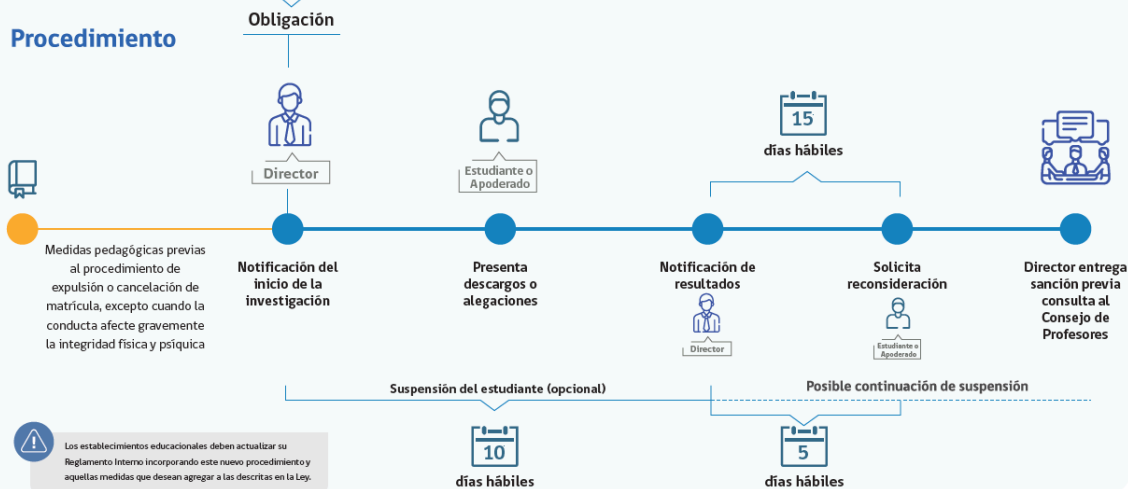 Procedimiento
Obligación
Director
Estudiante o
Apoderado
15
días hábiles
Medidas pedagógicas previas
al procedimiento de
expulsión o cancelación de
matrícula, excepto cuando la
conducta afecte gravemente
la integridad física y psíquica
Notificación del
inicio de la
investigación
Presenta
descargos o
alegaciones
Notificación de
resultados
Director
Solicita
reconsideración
Estudiante o
Apoderado
Director entrega
sanción previa
consulta al
Consejo de
Profesores
Suspensión del estudiante (opcional)
Posible continuación de suspensión
10
días hábiles
5
días hábiles
Los establecimientos educacionales deben actualizar su
Reglamento Interno incorporando este nuevo procedimiento y
aquellas medidas que desean agregar a las descritas en la Ley.